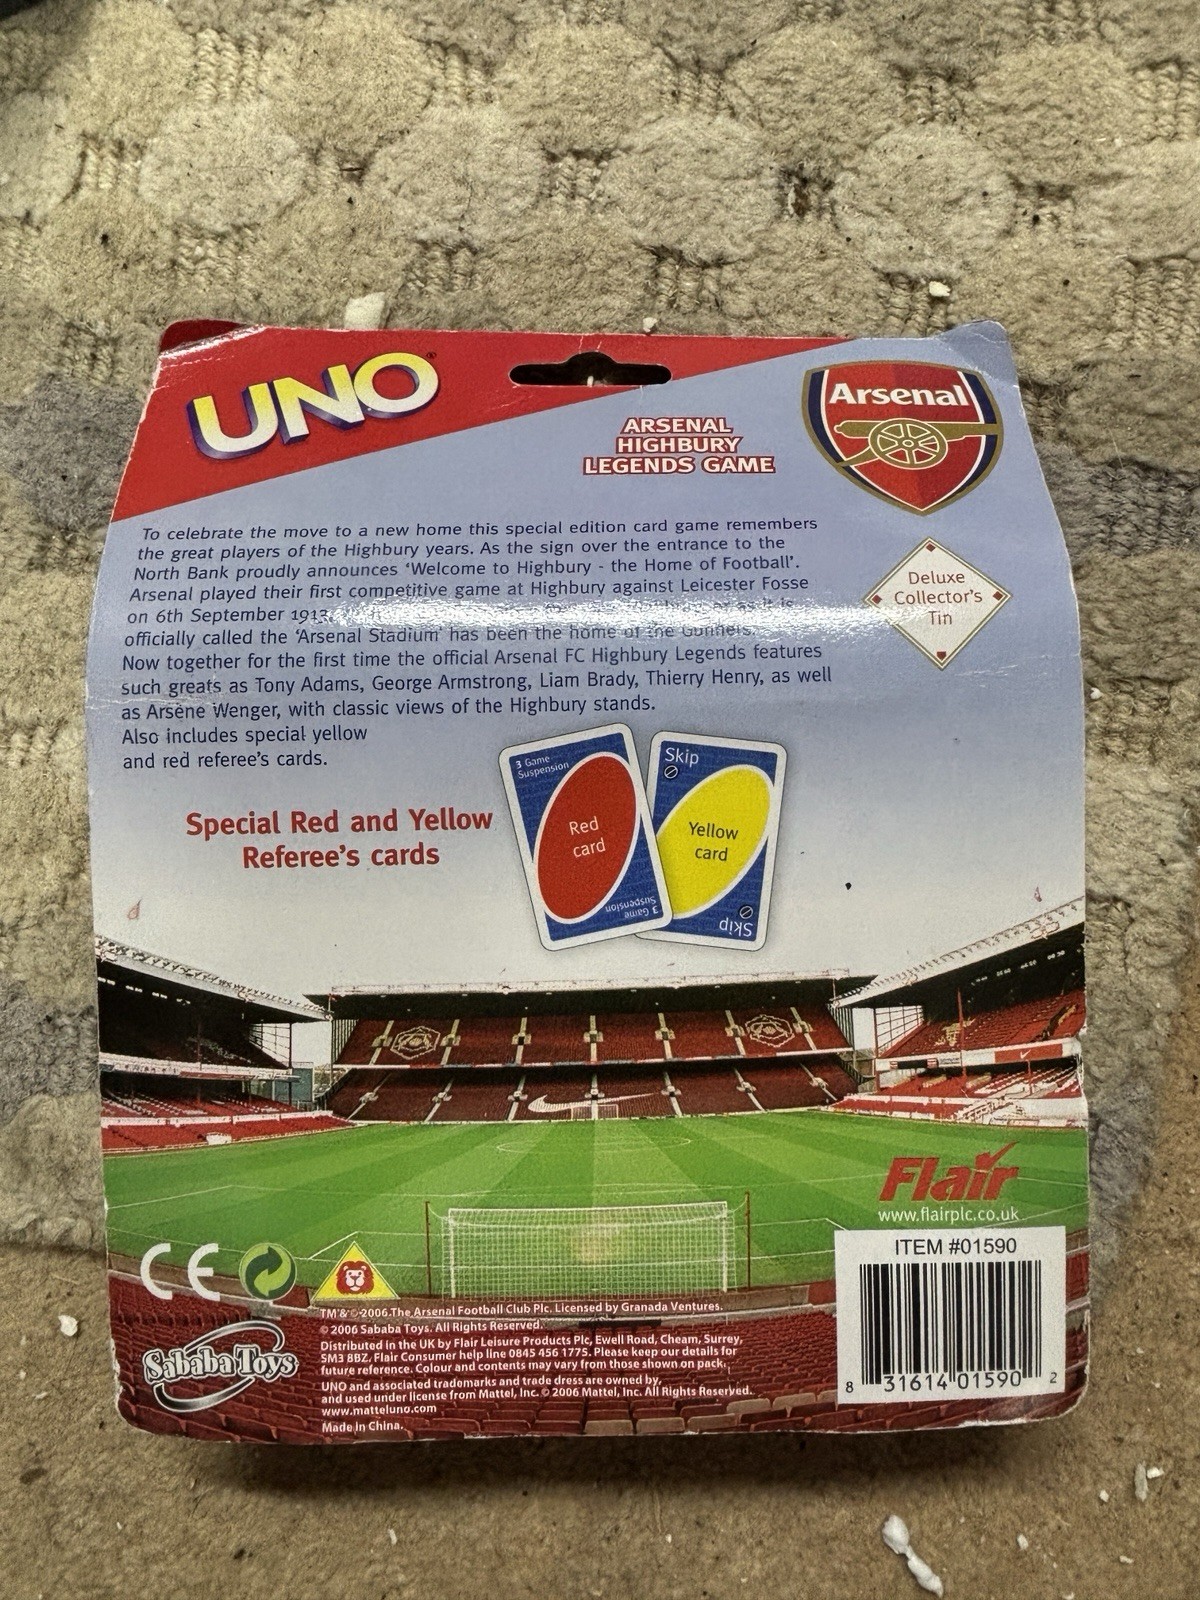 UNO®
Arsenal
ARSENAL
HIGHBURY
LEGENDS GAME
To celebrate the move to a new home this special edition card game remembers
the great players of the Highbury years. As the sign over the entrance to the
North Bank proudly announces ‘Welcome to Highbury - the Home of Football’.
Arsenal played their first competitive game at Highbury against Leicester Fosse
on 6th September 1913. or as it is
officially called the ‘Arsenal Stadium’ has been the home of the Gunners.
Now together for the first time the official Arsenal FC Highbury Legends features
such greats as Tony Adams, George Armstrong, Liam Brady, Thierry Henry, as well
as Arsène Wenger, with classic views of the Highbury stands.
Also includes special yellow
and red referee’s cards.
Deluxe
Collector’s
Tin
Special Red and Yellow
Referee’s cards
3 Game
Suspension
Red
card
3 Game
Suspension
Skip
Yellow
card
Skip
Flair
www.flairplc.co.uk
ITEM #01590
8 31614 01590 2
CE
Sababa Toys
TM & © 2006 The Arsenal Football Club Plc. Licensed by Granada Ventures.
© 2006 Sababa Toys. All Rights Reserved.
Distributed in the UK by Flair Leisure Products Plc, Ewell Road, Cheam, Surrey,
SM3 8BZ. Flair Consumer help line 0845 456 1775. Please keep our details for
future reference. Colour and contents may vary from those shown on pack.
UNO and associated trademarks and trade dress are owned by,
and used under license from Mattel, Inc. © 2006 Mattel, Inc. All Rights Reserved.
www.matteluno.com
Made in China.